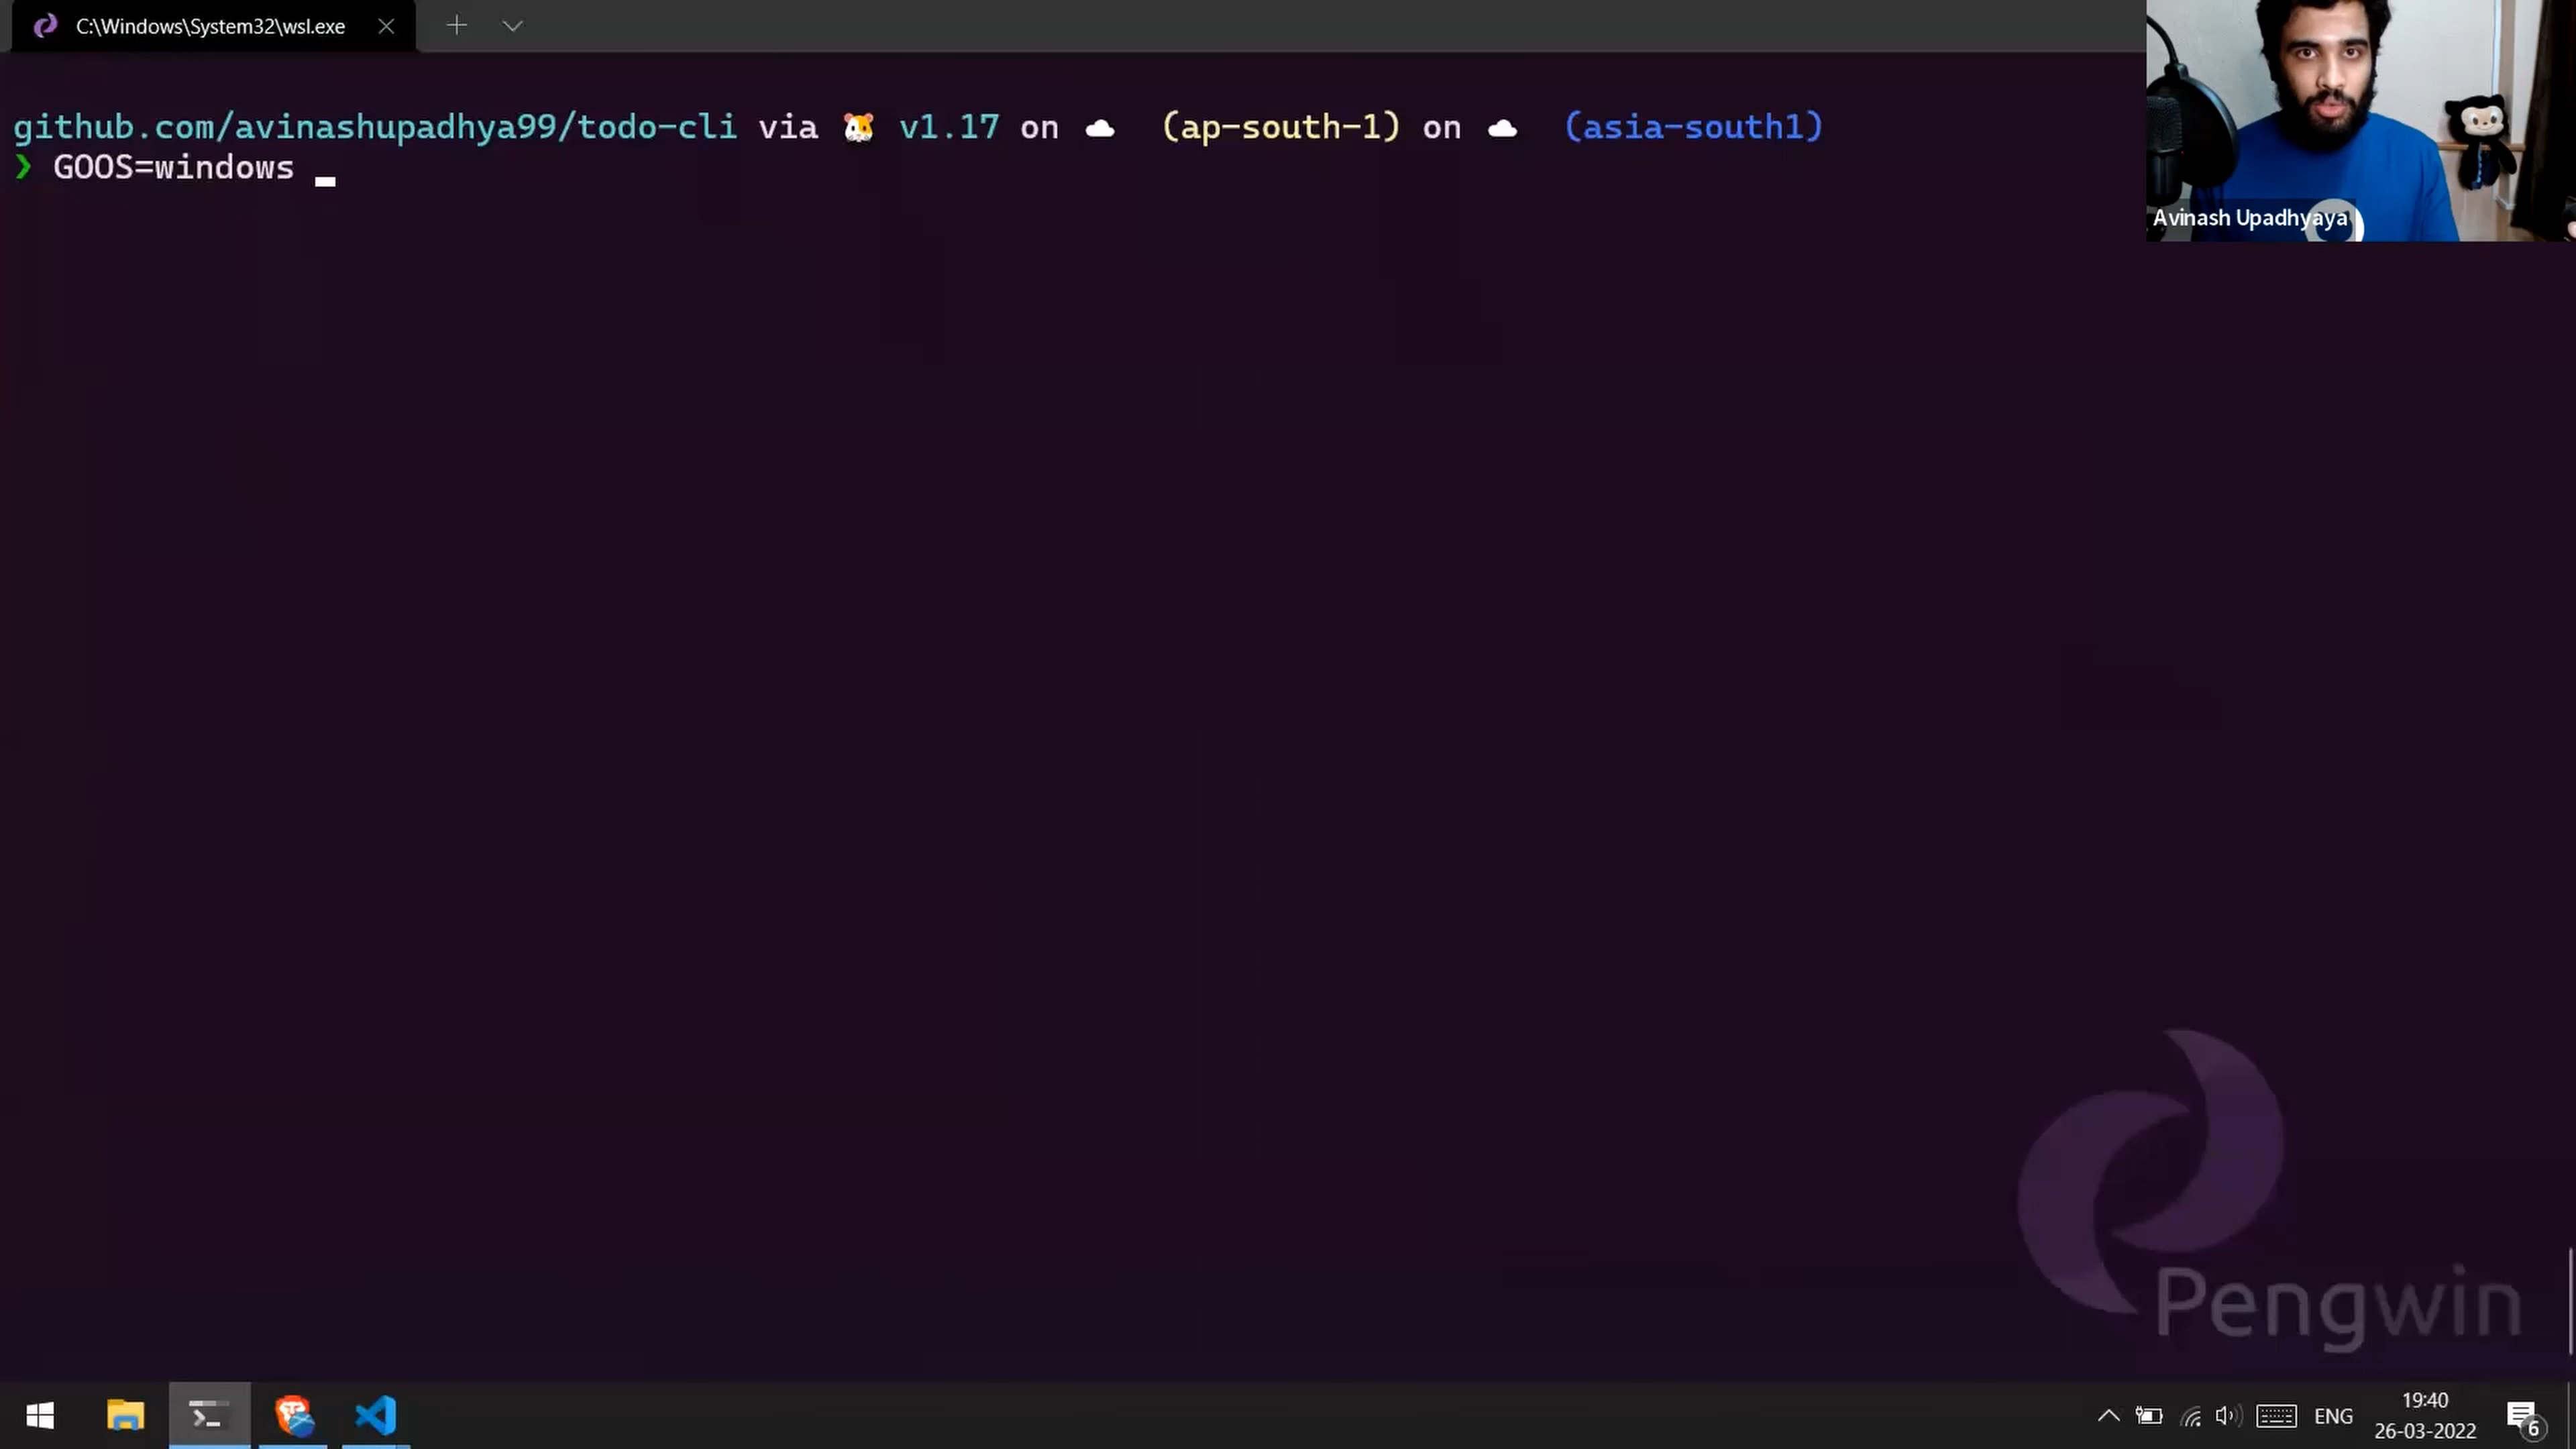 C:\Windows\System32\wsl.exe
github.com/avinashupadhya99/todo-cli via 🐹 v1.17 on ☁ (ap-south-1) on ☁ (asia-south1)
❯ GOOS=windows
Avinash Upadhyaya
Pengwin
ENG
19:40
26-03-2022
6